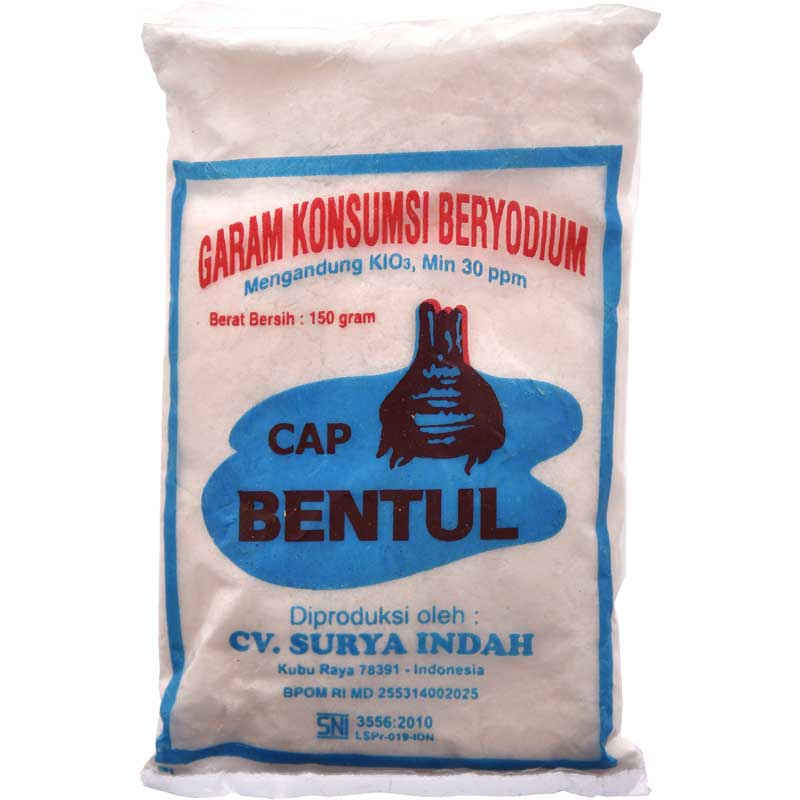 GARAM KONSUMSI BERYODIUM
Mengandung KIO₃, Min 30 ppm
Berat Bersih : 150 gram
CAP
BENTUL
Diproduksi oleh :
CV. SURYA INDAH
Kubu Raya 78391 - Indonesia
BPOM RI MD 255314002025
SNI 3556:2010
LSPr-019-IDN